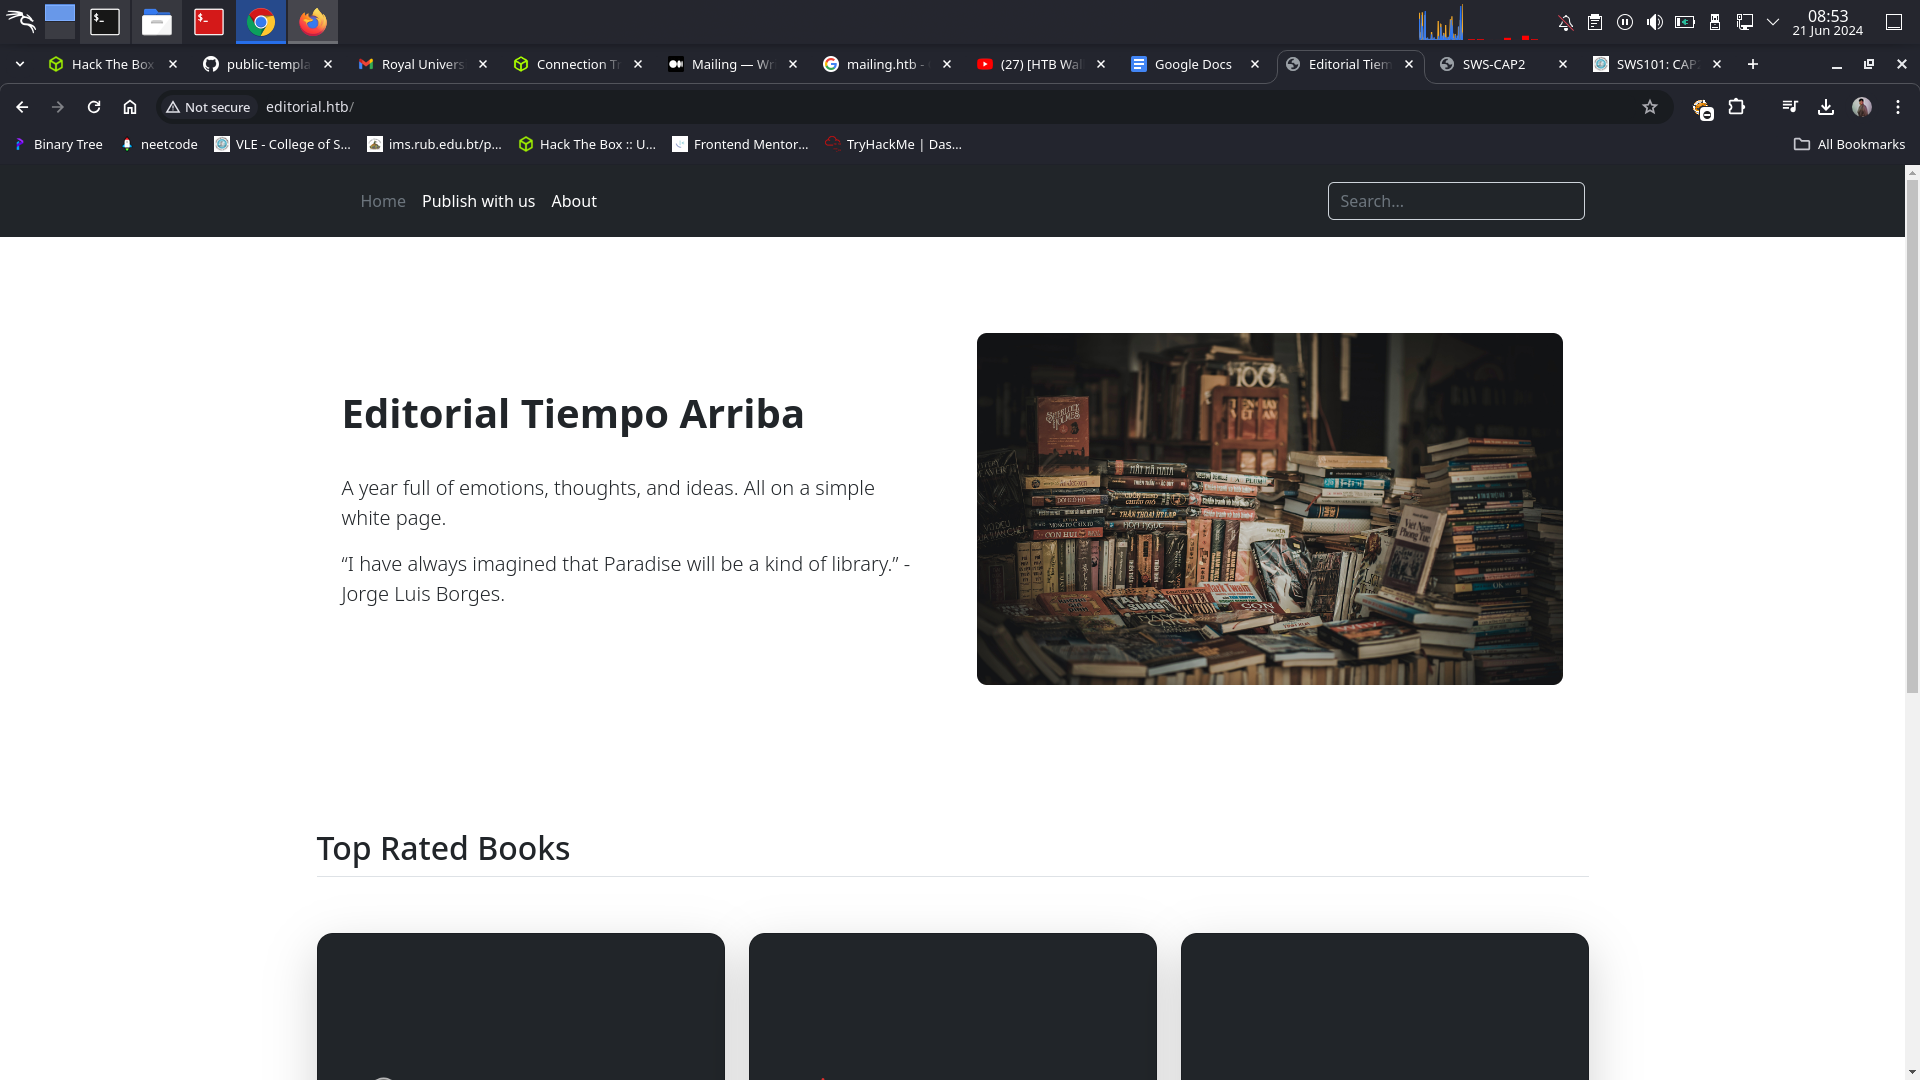 08:53
21 Jun 2024
Hack The Box
public-templa
Royal Univers
Connection Tr
Mailing — Wr
mailing.htb -
(27) [HTB Wal
Google Docs
Editorial Tiem
SWS-CAP2
SWS101: CAP
Not secure
editorial.htb/
Binary Tree
neetcode
VLE - College of S...
ims.rub.edu.bt/p...
Hack The Box :: U...
Frontend Mentor...
TryHackMe | Das...
All Bookmarks
Home
Publish with us
About
Search...
Editorial Tiempo Arriba
A year full of emotions, thoughts, and ideas. All on a simple
white page.
“I have always imagined that Paradise will be a kind of library.” -
Jorge Luis Borges.
Top Rated Books